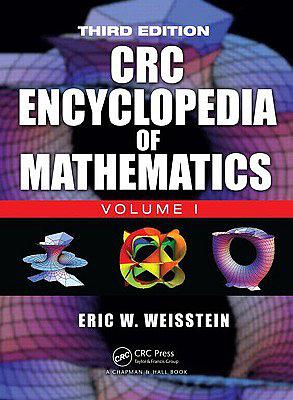 THIRD EDITION
CRC
ENCYCLOPEDIA
OF
MATHEMATICS
VOLUME I
ERIC W. WEISSTEIN
CRC
CRC Press
Taylor & Francis Group
A CHAPMAN & HALL BOOK